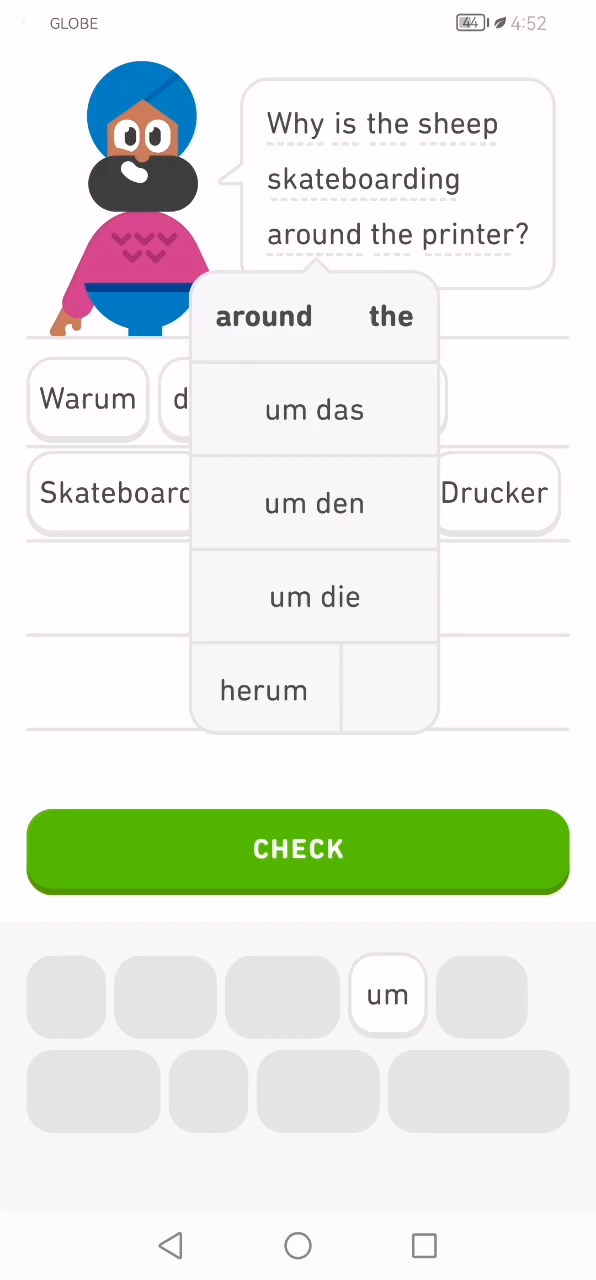 GLOBE 44 4:52
Why is the sheep
skateboarding
around the printer?
around the
Warum d
um das
Skateboard Drucker
um den
um die
herum
CHECK
um